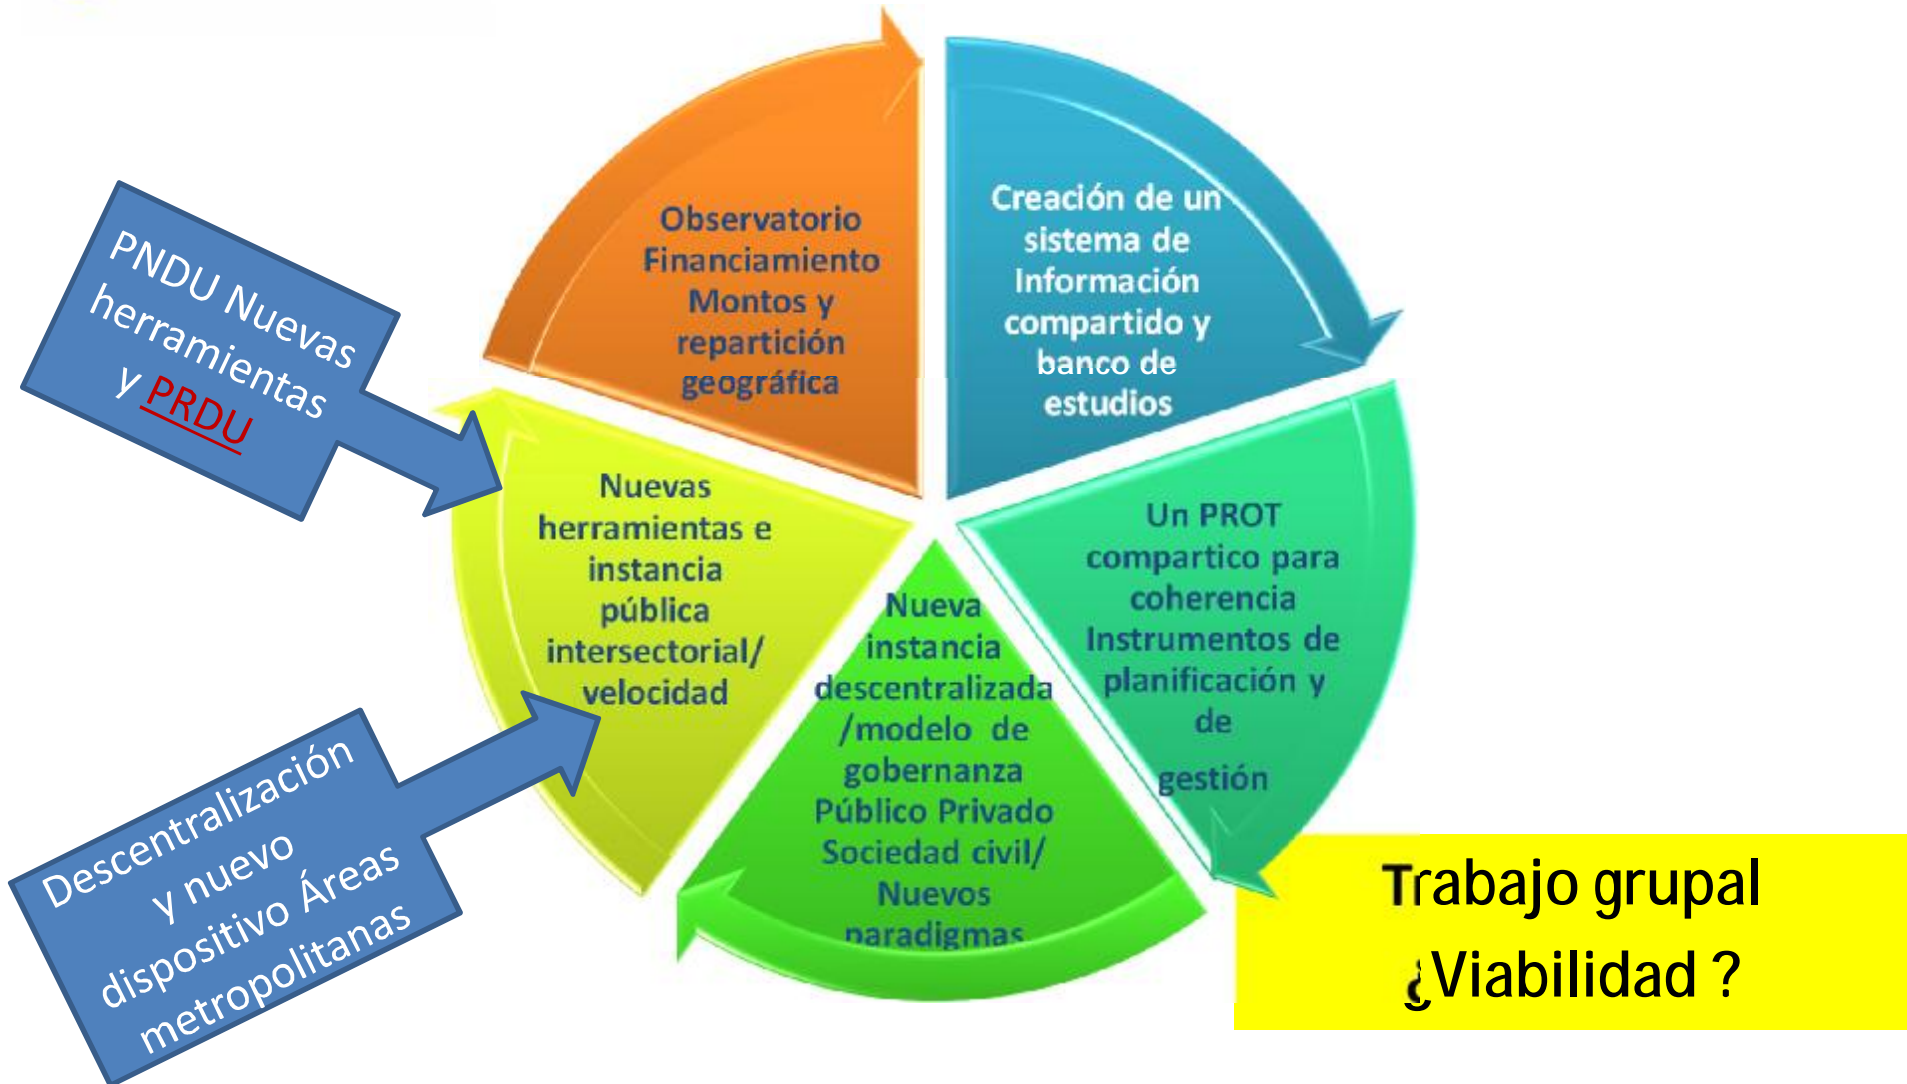 Observatorio
Financiamiento
Montos y
repartición
geográfica
Creación de un
sistema de
Información
compartido y
banco de
estudios
PNDU Nuevas
herramientas
y PRDU
Nuevas
herramientas e
instancia
pública
intersectorial/
velocidad
Un PROT
compartico para
coherencia
Instrumentos de
planificación y
de
gestión
Nueva
instancia
descentralizada
/modelo de
gobernanza
Público Privado
Sociedad civil/
Nuevos
paradigmas
Descentralización
y nuevo
dispositivo Áreas
metropolitanas
Trabajo grupal
¿Viabilidad ?